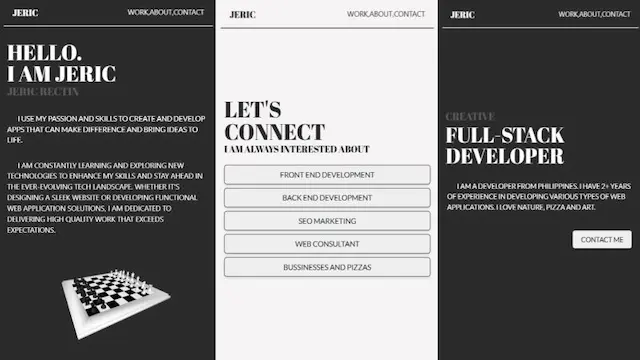 JERIC
WORK,ABOUT,CONTACT
HELLO.
I AM JERIC
JERIC RECTIN
I USE MY PASSION AND SKILLS TO CREATE AND DEVELOP
APPS THAT CAN MAKE DIFFERENCE AND BRING IDEAS TO
LIFE.
I AM CONSTANTLY LEARNING AND EXPLORING NEW
TECHNOLOGIES TO ENHANCE MY SKILLS AND STAY AHEAD IN
THE EVER-EVOLVING TECH LANDSCAPE. WHETHER IT'S
DESIGNING A SLEEK WEBSITE OR DEVELOPING FUNCTIONAL
WEB APPLICATION SOLUTIONS, I AM DEDICATED TO
DELIVERING HIGH QUALITY WORK THAT EXCEEDS
EXPECTATIONS.
JERIC
WORK,ABOUT,CONTACT
LET'S
CONNECT
I AM ALWAYS INTERESTED ABOUT
FRONT END DEVELOPMENT
BACK END DEVELOPMENT
SEO MARKETING
WEB CONSULTANT
BUSSINESSES AND PIZZAS
JERIC
WORK,ABOUT,CONTACT
CREATIVE
FULL-STACK
DEVELOPER
I AM A DEVELOPER FROM PHILIPPINES. I HAVE 2+ YEARS
OF EXPERIENCE IN DEVELOPING VARIOUS TYPES OF WEB
APPLICATIONS. I LOVE NATURE, PIZZA AND ART.
CONTACT ME